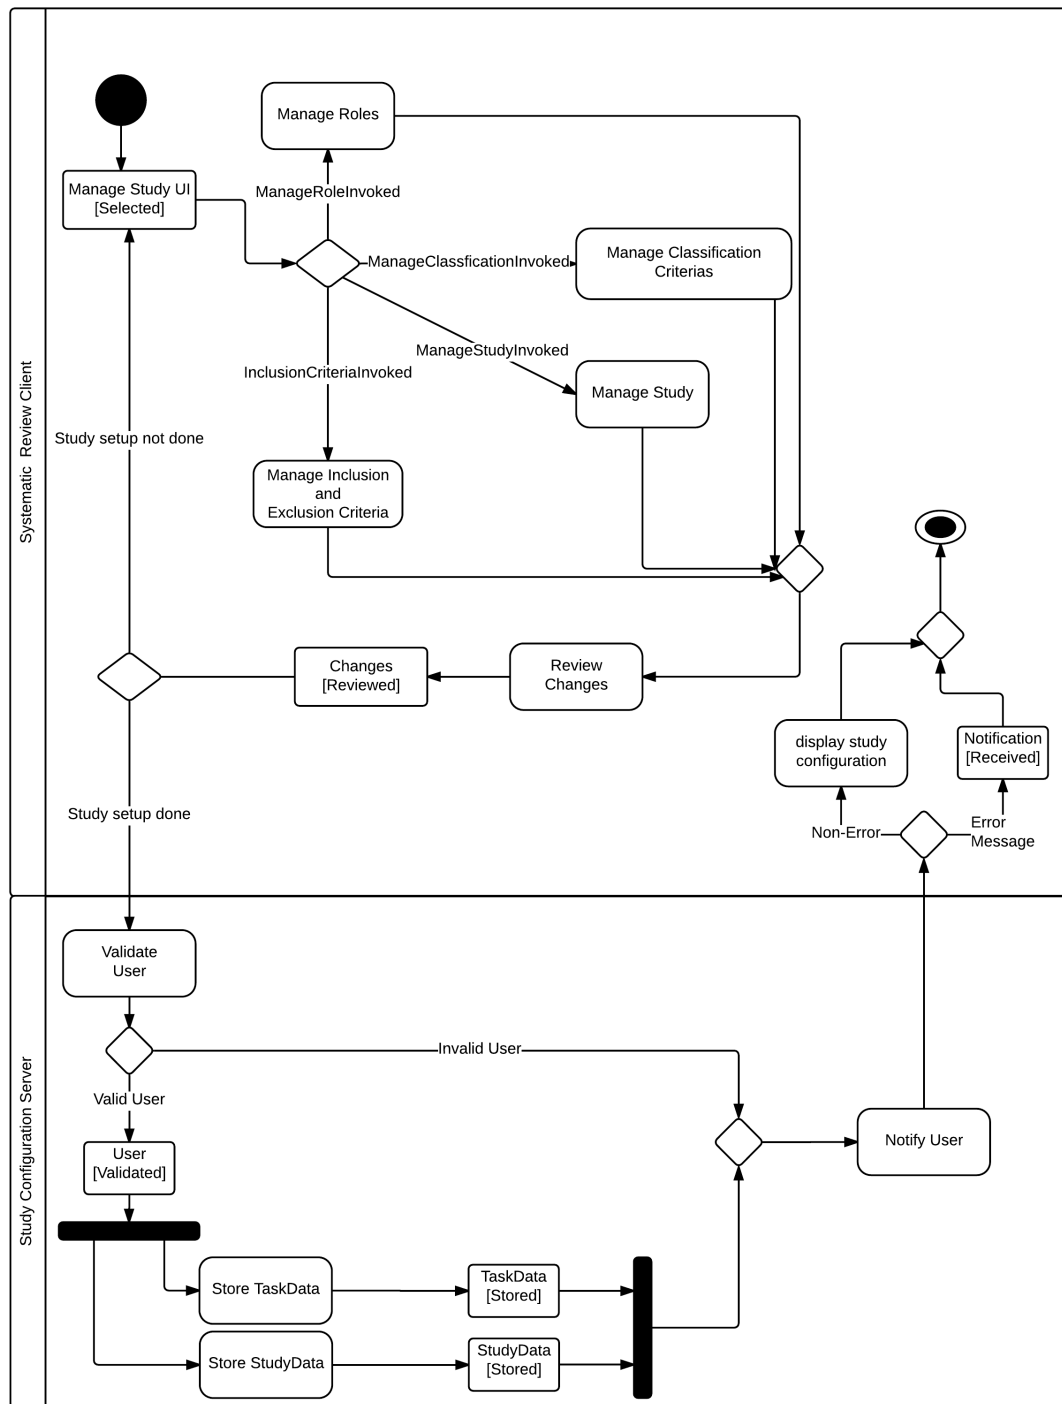 Systematic  Review Client
Manage Roles
Manage Study UI
[Selected]
ManageRoleInvoked
ManageClassficationInvoked
Manage Classification
Criterias
ManageStudyInvoked
InclusionCriteriaInvoked
Manage Study
Study setup not done
Manage Inclusion
and
Exclusion Criteria
Changes
[Reviewed]
Review
Changes
display study
configuration
Notification
[Received]
Study setup done
Non-Error
Error
Message
Study Configuration Server
Validate
User
Invalid User
Valid User
User
[Validated]
Notify User
Store TaskData
TaskData
[Stored]
Store StudyData
StudyData
[Stored]